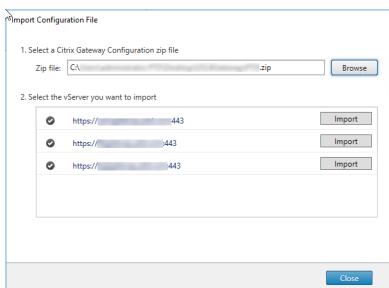 Import Configuration File
1. Select a Citrix Gateway Configuration zip file
Zip file: C:\ .zip Browse
2. Select the vServer you want to import
https:// 443 Import
https:// :443 Import
https:// 443 Import
Close